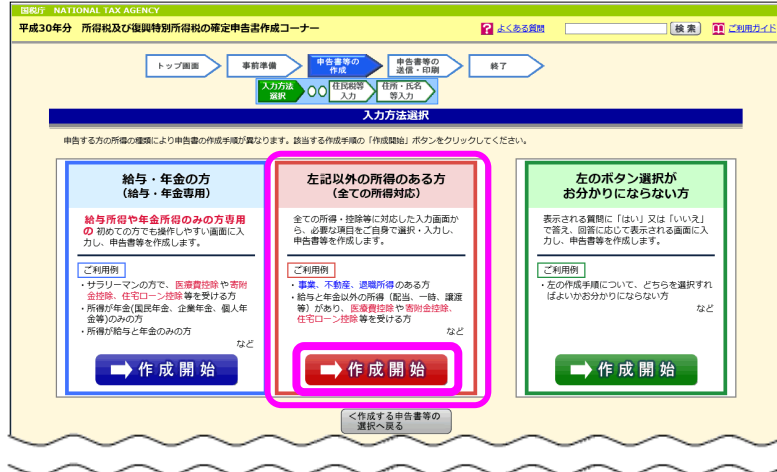 国税庁 NATIONAL TAX AGENCY
平成30年分 所得税及び復興特別所得税の確定申告書作成コーナー
? よくある質問
検索
ご利用ガイド
トップ画面
事前準備
申告書等の
作成
申告書等の
送信・印刷
終了
入力方法
選択
住民税等
入力
住所・氏名
等入力
入力方法選択
申告する方の所得の種類により申告書の作成手順が異なります。該当する作成手順の「作成開始」ボタンをクリックしてください。
給与・年金の方
(給与・年金専用)
給与所得や年金所得のみの方専用
の 初めての方でも操作しやすい画面に入
力し、申告書等を作成します。
ご利用例
・サラリーマンの方で、医療費控除や寄附
金控除、住宅ローン控除等を受ける方
・所得が年金(国民年金、企業年金、個人年
金等)のみの方
・所得が給与と年金のみの方
など
作成開始
左記以外の所得のある方
(全ての所得対応)
全ての所得・控除等に対応した入力画面か
ら、必要な項目をご自身で選択・入力し、
申告書等を作成します。
ご利用例
・事業、不動産、退職所得のある方
・給与と年金以外の所得（配当、一時、譲渡
等）があり、医療費控除や寄附金控除、
住宅ローン控除等を受ける方
など
作成開始
左のボタン選択が
お分かりにならない方
表示される質問に「はい」又は「いいえ」
で答え、回答に応じて表示される画面に入
力し、申告書等を作成します。
ご利用例
・左の作成手順について、どちらを選択すれ
ばよいかお分かりにならない方
など
作成開始
<作成する申告書等の
選択へ戻る